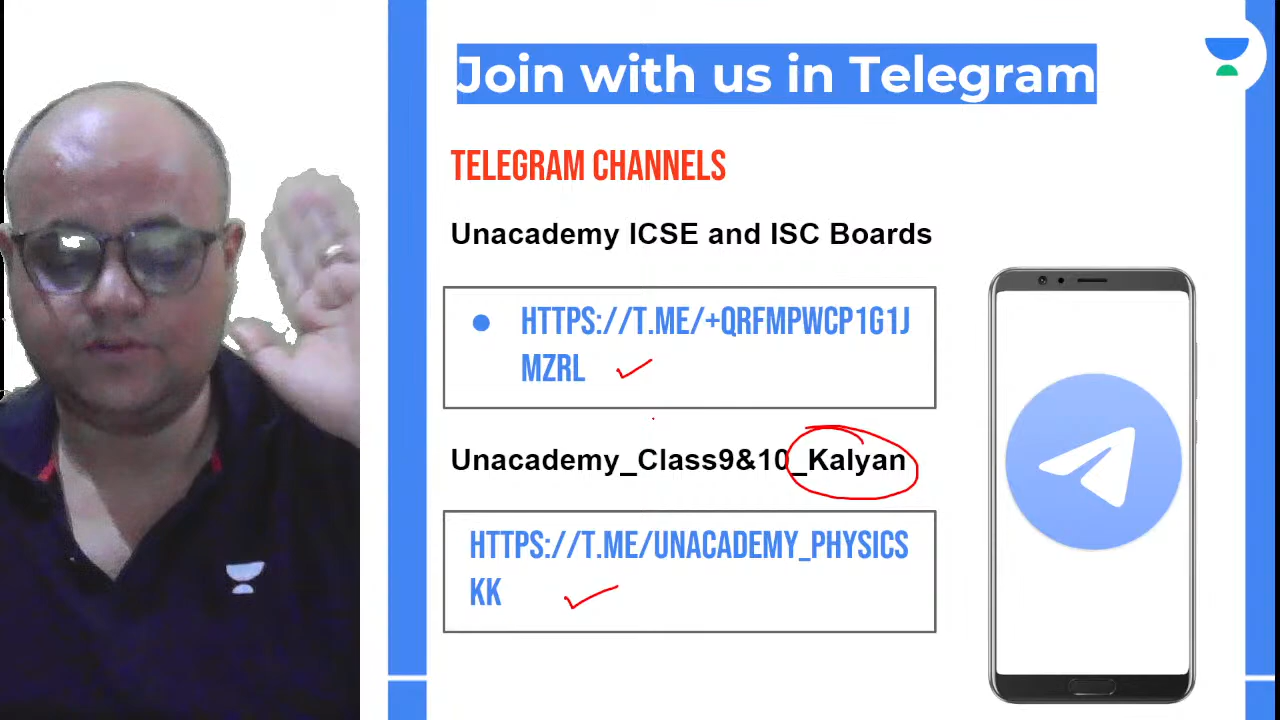 Join with us in Telegram
TELEGRAM CHANNELS
Unacademy ICSE and ISC Boards
HTTPS://T.ME/+QRFMPWCP1G1J
MZRL
Unacademy_Class9&10_Kalyan
HTTPS://T.ME/UNACADEMY_PHYSICS
KK